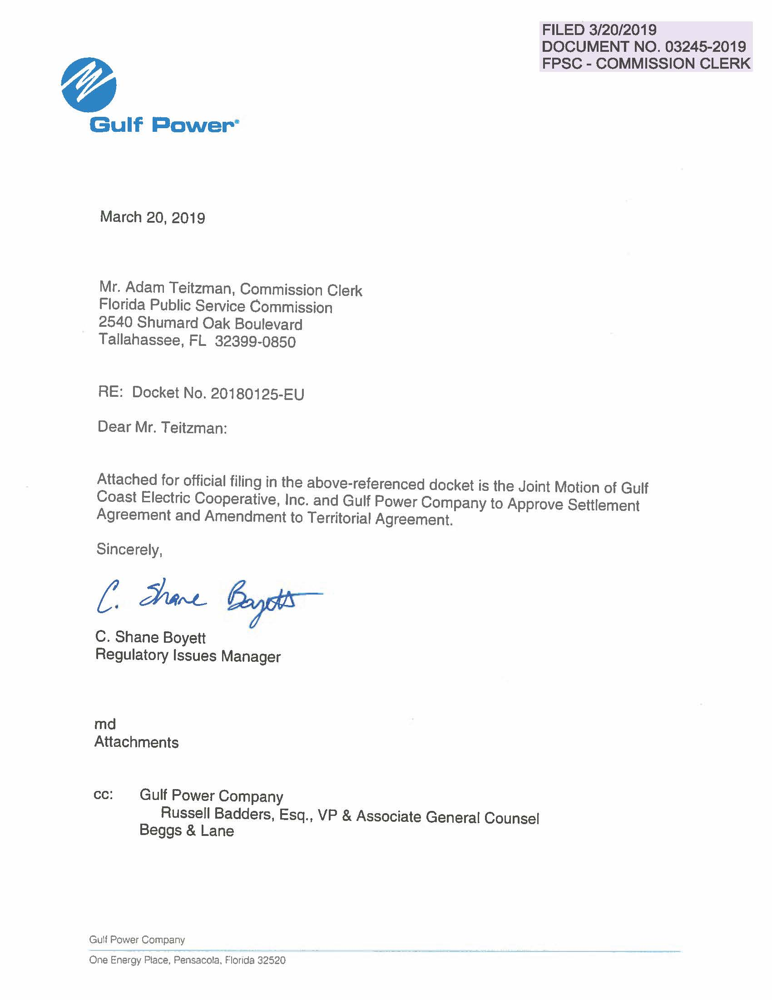 FILED 3/20/2019
DOCUMENT NO. 03245-2019
FPSC - COMMISSION CLERK
Gulf Power
March 20, 2019
Mr. Adam Teitzman, Commission Clerk
Florida Public Service Commission
2540 Shumard Oak Boulevard
Tallahassee, FL 32399-0850
RE: Docket No. 20180125-EU
Dear Mr. Teitzman:
Attached for official filing in the above-referenced docket is the Joint Motion of Gulf
Coast Electric Cooperative, Inc. and Gulf Power Company to Approve Settlement
Agreement and Amendment to Territorial Agreement.
Sincerely,
C. Shane Boyett
C. Shane Boyett
Regulatory Issues Manager
md
Attachments
cc: Gulf Power Company
Russell Badders, Esq., VP & Associate General Counsel
Beggs & Lane
Gulf Power Company
One Energy Place, Pensacola, Florida 32520